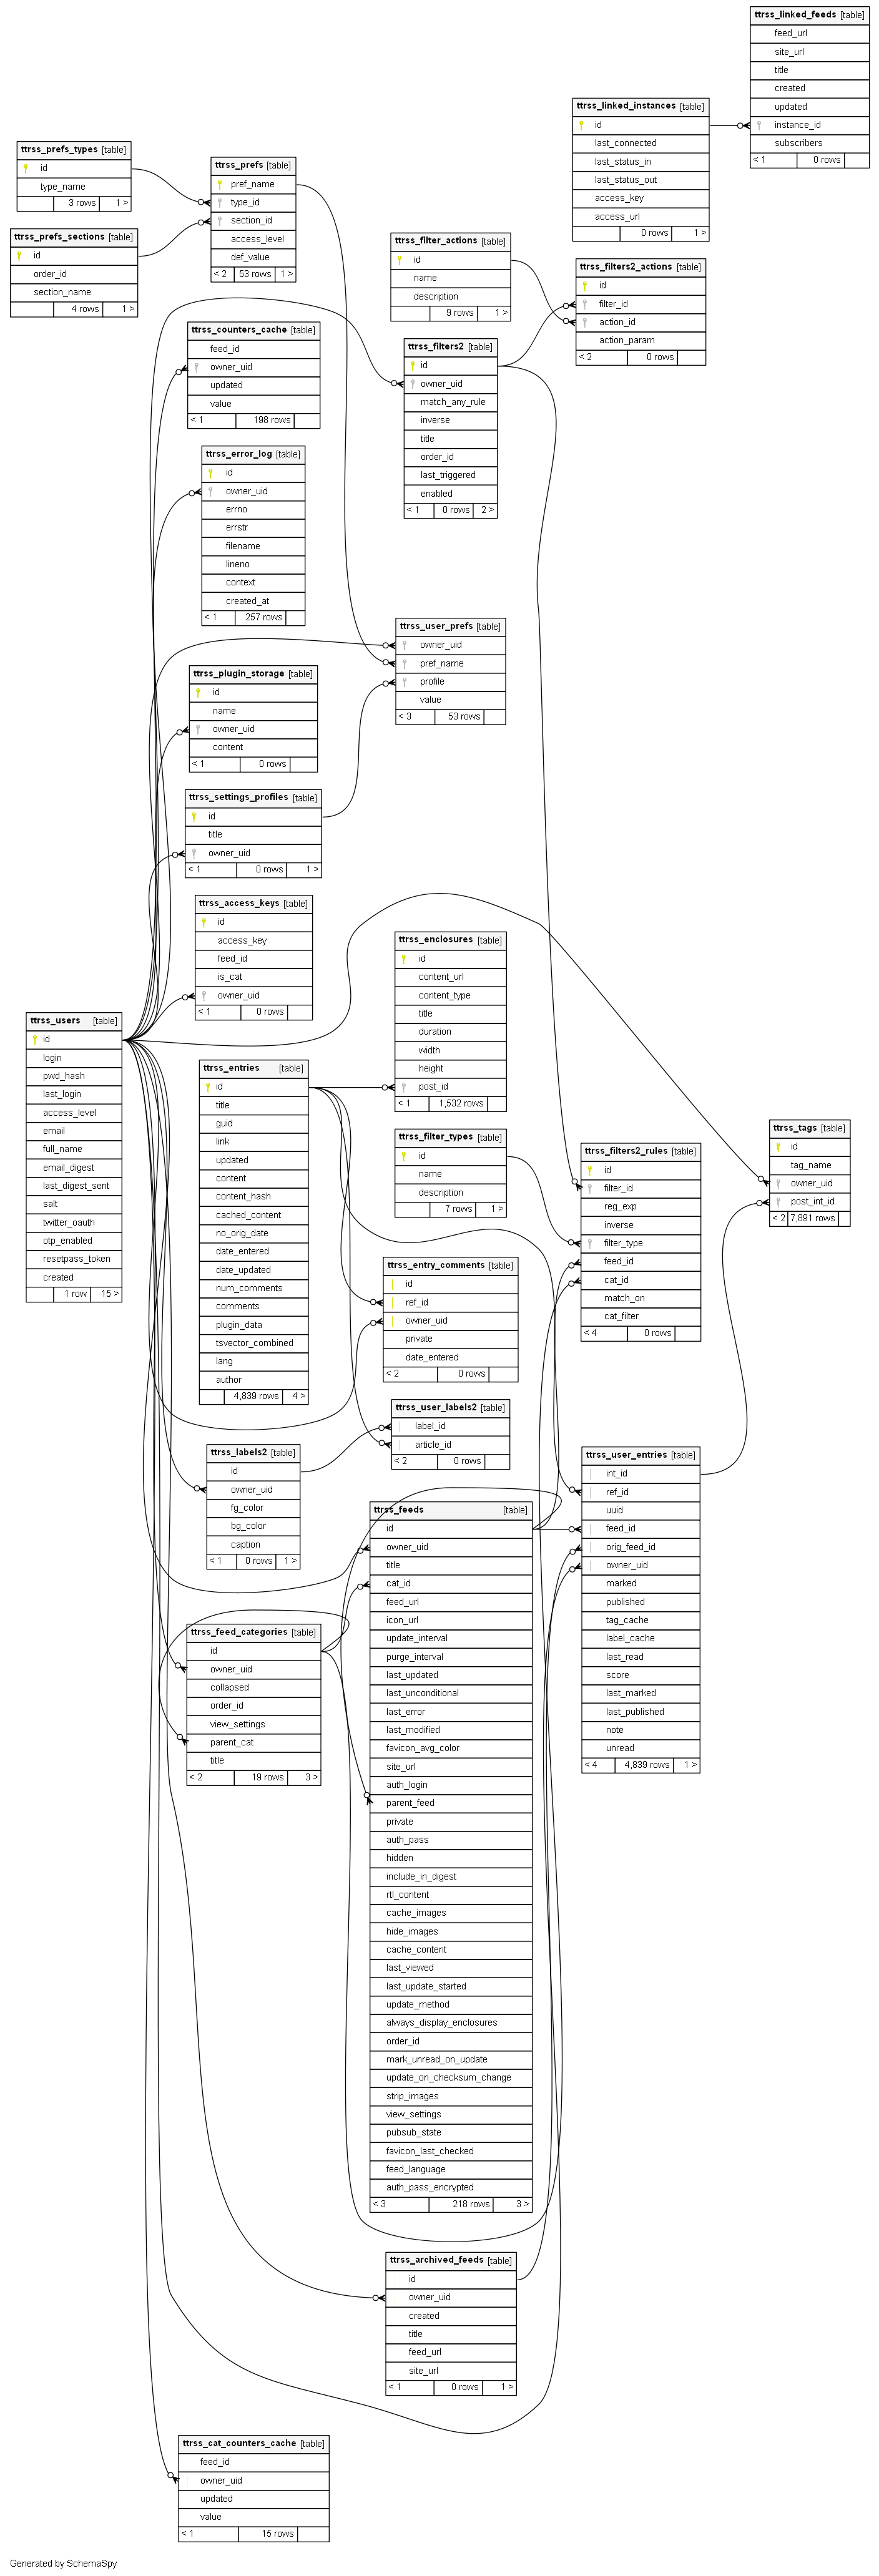 ttrss_linked_feeds [table]
feed_url
site_url
title
created
updated
instance_id
subscribers
< 1 0 rows
ttrss_linked_instances [table]
id
last_connected
last_status_in
last_status_out
access_key
access_url
0 rows 1 >
ttrss_prefs_types [table]
id
type_name
3 rows 1 >
ttrss_prefs [table]
pref_name
type_id
section_id
access_level
def_value
< 2 53 rows 1 >
ttrss_prefs_sections [table]
id
order_id
section_name
4 rows 1 >
ttrss_filter_actions [table]
id
name
description
9 rows 1 >
ttrss_filters2_actions [table]
id
filter_id
action_id
action_param
< 2 0 rows
ttrss_counters_cache [table]
feed_id
owner_uid
updated
value
< 1 198 rows
ttrss_filters2 [table]
id
owner_uid
match_any_rule
inverse
title
order_id
last_triggered
enabled
< 1 0 rows 2 >
ttrss_error_log [table]
id
owner_uid
errno
errstr
filename
lineno
context
created_at
< 1 257 rows
ttrss_user_prefs [table]
owner_uid
pref_name
profile
value
< 3 53 rows
ttrss_plugin_storage [table]
id
name
owner_uid
content
< 1 0 rows
ttrss_settings_profiles [table]
id
title
owner_uid
< 1 0 rows 1 >
ttrss_access_keys [table]
id
access_key
feed_id
is_cat
owner_uid
< 1 0 rows
ttrss_enclosures [table]
id
content_url
content_type
title
duration
width
height
post_id
< 1 1,532 rows
ttrss_users [table]
id
login
pwd_hash
last_login
access_level
email
full_name
email_digest
last_digest_sent
salt
twitter_oauth
otp_enabled
resetpass_token
created
1 row 15 >
ttrss_entries [table]
id
title
guid
link
updated
content
content_hash
cached_content
no_orig_date
date_entered
date_updated
num_comments
comments
plugin_data
tsvector_combined
lang
author
4,839 rows 4 >
ttrss_filter_types [table]
id
name
description
7 rows 1 >
ttrss_filters2_rules [table]
id
filter_id
reg_exp
inverse
filter_type
feed_id
cat_id
match_on
cat_filter
< 4 0 rows
ttrss_tags [table]
id
tag_name
owner_uid
post_int_id
< 2 7,891 rows
ttrss_entry_comments [table]
id
ref_id
owner_uid
private
date_entered
< 2 0 rows
ttrss_user_labels2 [table]
label_id
article_id
< 2 0 rows
ttrss_labels2 [table]
id
owner_uid
fg_color
bg_color
caption
< 1 0 rows 1 >
ttrss_user_entries [table]
int_id
ref_id
uuid
feed_id
orig_feed_id
owner_uid
marked
published
tag_cache
label_cache
last_read
score
last_marked
last_published
note
unread
< 4 4,839 rows 1 >
ttrss_feeds [table]
id
owner_uid
title
cat_id
feed_url
icon_url
update_interval
purge_interval
last_updated
last_unconditional
last_error
last_modified
favicon_avg_color
site_url
auth_login
parent_feed
private
auth_pass
hidden
include_in_digest
rtl_content
cache_images
hide_images
cache_content
last_viewed
last_update_started
update_method
always_display_enclosures
order_id
mark_unread_on_update
update_on_checksum_change
strip_images
view_settings
pubsub_state
favicon_last_checked
feed_language
auth_pass_encrypted
< 3 218 rows 3 >
ttrss_feed_categories [table]
id
owner_uid
collapsed
order_id
view_settings
parent_cat
title
< 2 19 rows 3 >
ttrss_archived_feeds [table]
id
owner_uid
created
title
feed_url
site_url
< 1 0 rows 1 >
ttrss_cat_counters_cache [table]
feed_id
owner_uid
updated
value
< 1 15 rows
Generated by SchemaSpy